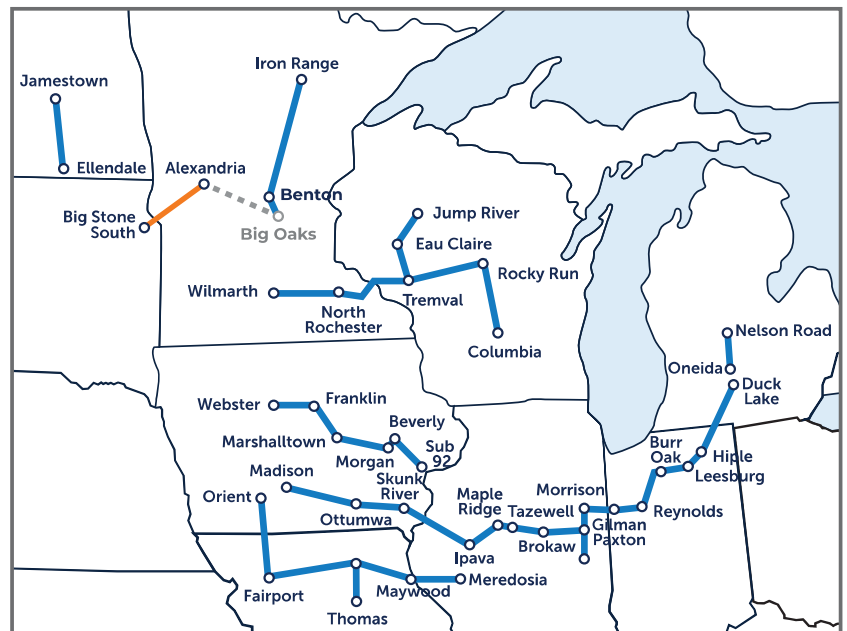 Iron Range
Jamestown
Ellendale
Alexandria
Benton
Big Stone
South
Big Oaks
Jump River
Eau Claire
Rocky Run
Wilmarth
North
Rochester
Tremval
Columbia
Nelson Road
Oneida
Duck
Lake
Webster
Franklin
Beverly
Marshalltown
Morgan
Sub
92
Burr
Oak
Hiple
Leesburg
Madison
Skunk
River
Orient
Ottumwa
Maple
Ridge
Morrison
Tazewell
Reynolds
Gilman
Paxton
Brokaw
Ipava
Fairport
Maywood
Meredosia
Thomas